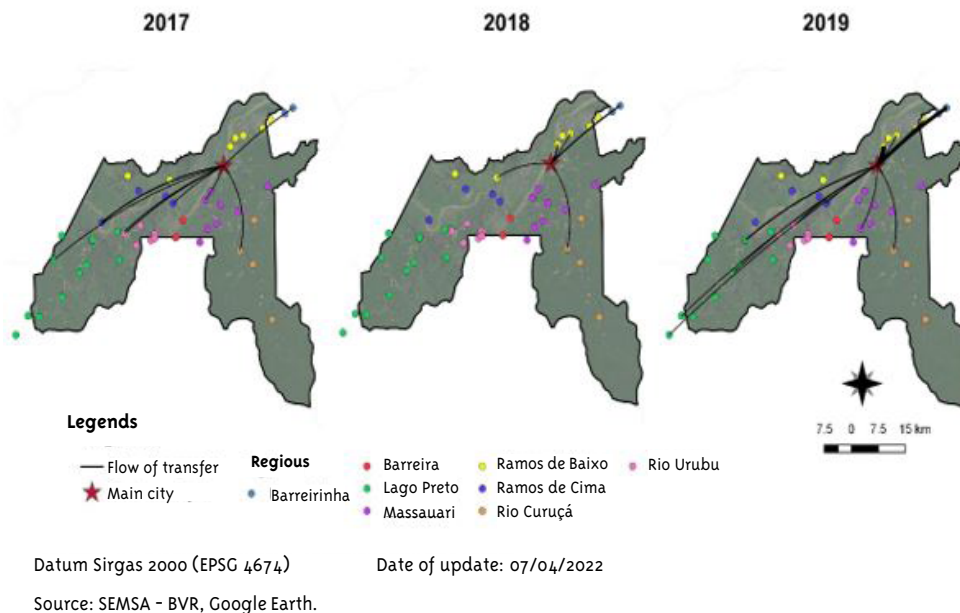 2017
2018
2019
Legends
Flow of transfer
Main city
Regious
Barreirinha
Barreira
Lago Preto
Massauari
Ramos de Baixo
Ramos de Cima
Rio Curuçá
Rio Urubu
7.5 0 7.5 15 km
Datum Sirgas 2000 (EPSG 4674)
Date of update: 07/04/2022
Source: SEMSA - BVR, Google Earth.